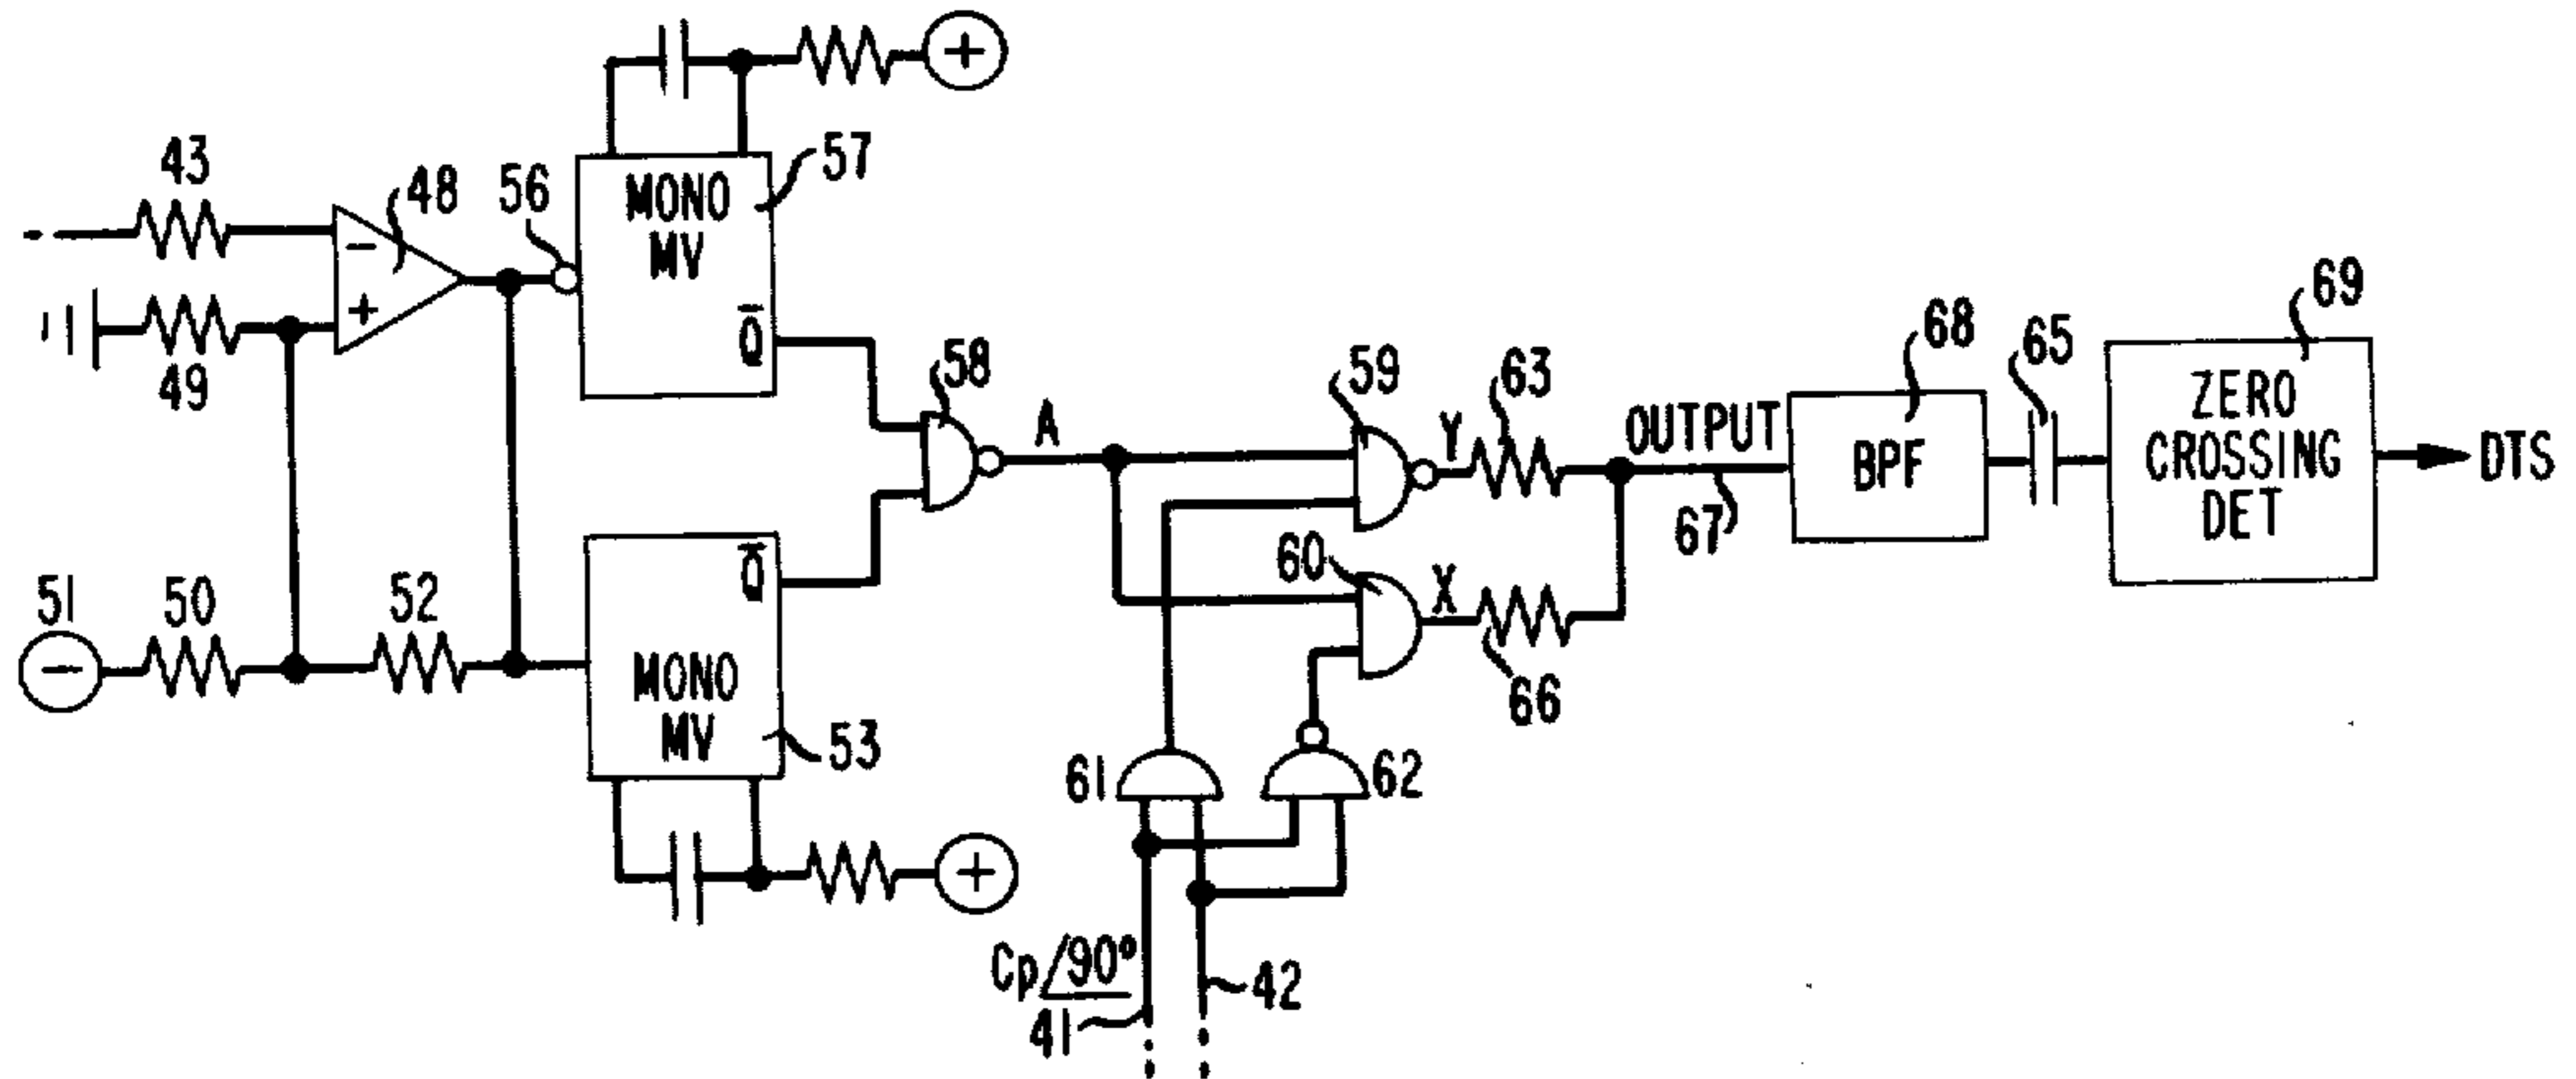 43
48
56
MONO
MV
57
Q̅
−
+
+
49
58
A
59
Y
63
OUTPUT
67
68
BPF
65
69
ZERO
CROSSING
DET
DTS
60
X
66
51
−
50
52
Q̅
MONO
MV
53
+
61
62
Cp/90°
41
42